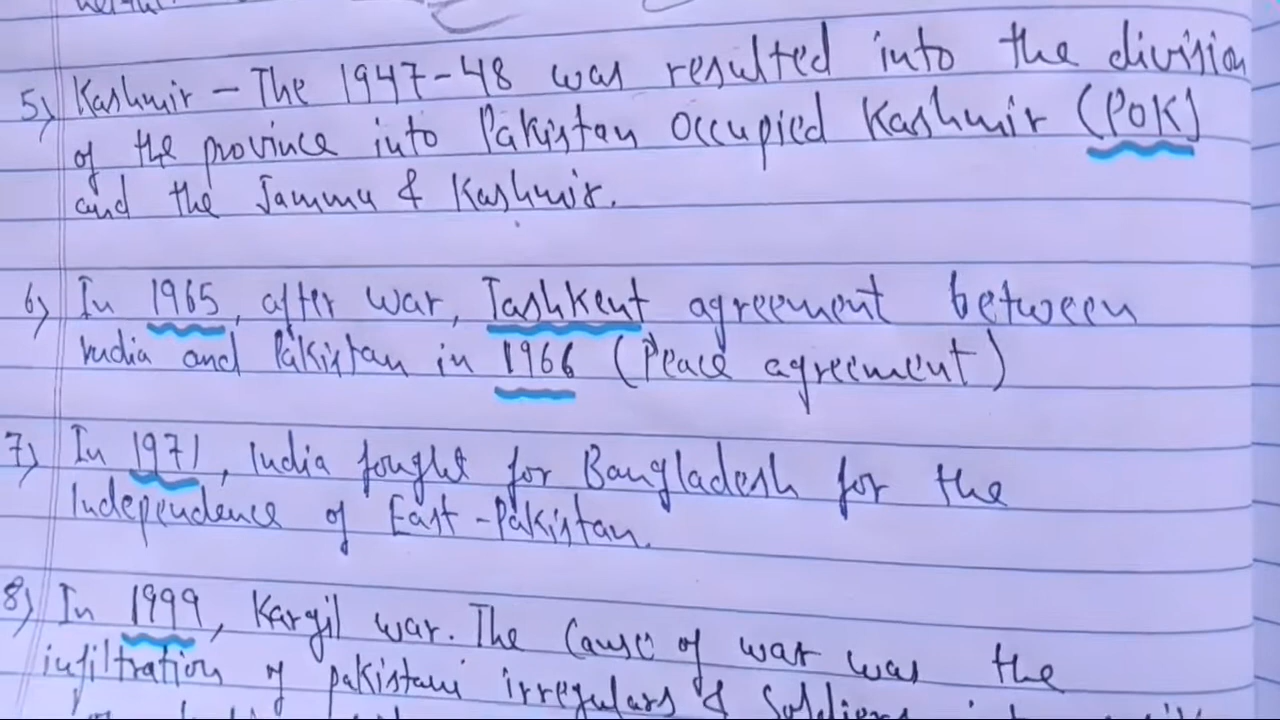 5) Kashmir - The 1947-48 was resulted into the division
of the province into Pakistan Occupied Kashmir (POK)
and the Jammu & Kashmir.
6) In 1965, after war, Tashkent agreement between
India and Pakistan in 1966 (Peace agreement)
7) In 1971, India fought for Bangladesh for the
Independence of East-Pakistan.
8) In 1999, Kargil war. The Cause of war was the
infiltration of pakistani irregulars & Soldiers